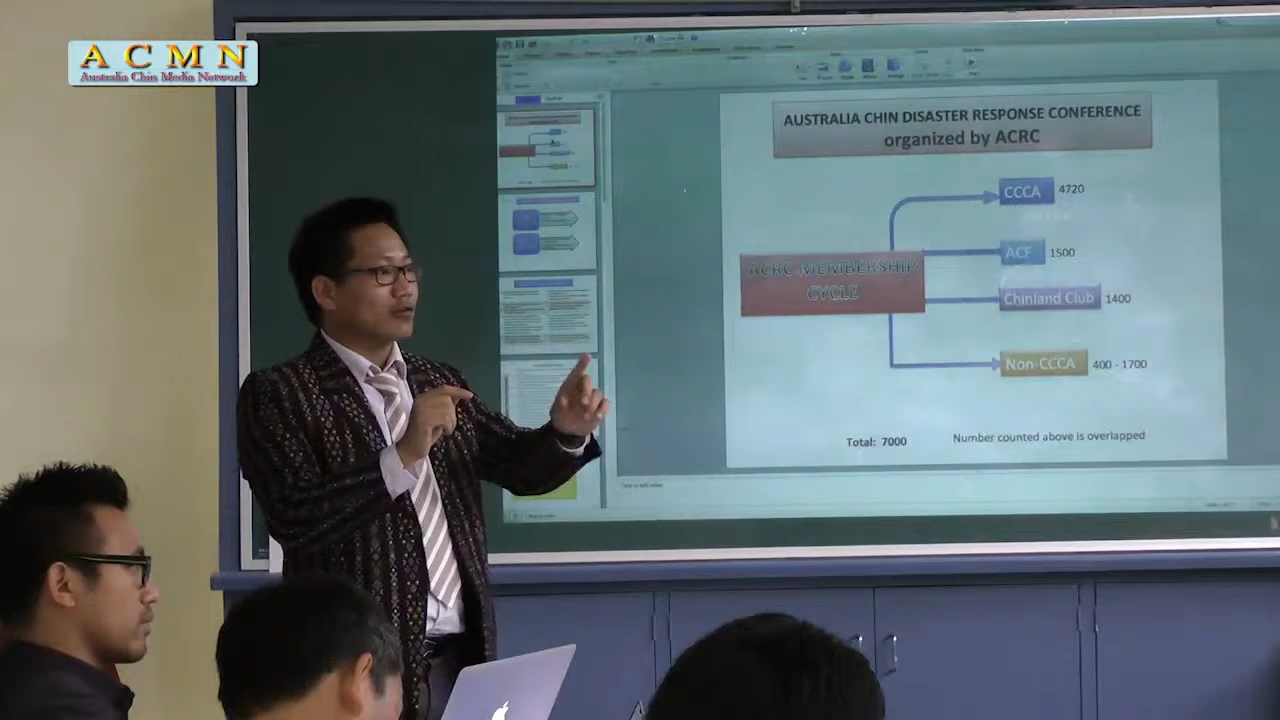 A C M N
Australia Chin Media Network
AUSTRALIA CHIN DISASTER RESPONSE CONFERENCE
organized by ACRC
CCCA 4720
ACRC MEMBERSHIP
CYCLE
ACF 1500
Chinland Club 1400
Non-CCCA 400 - 1700
Total: 7000 Number counted above is overlapped